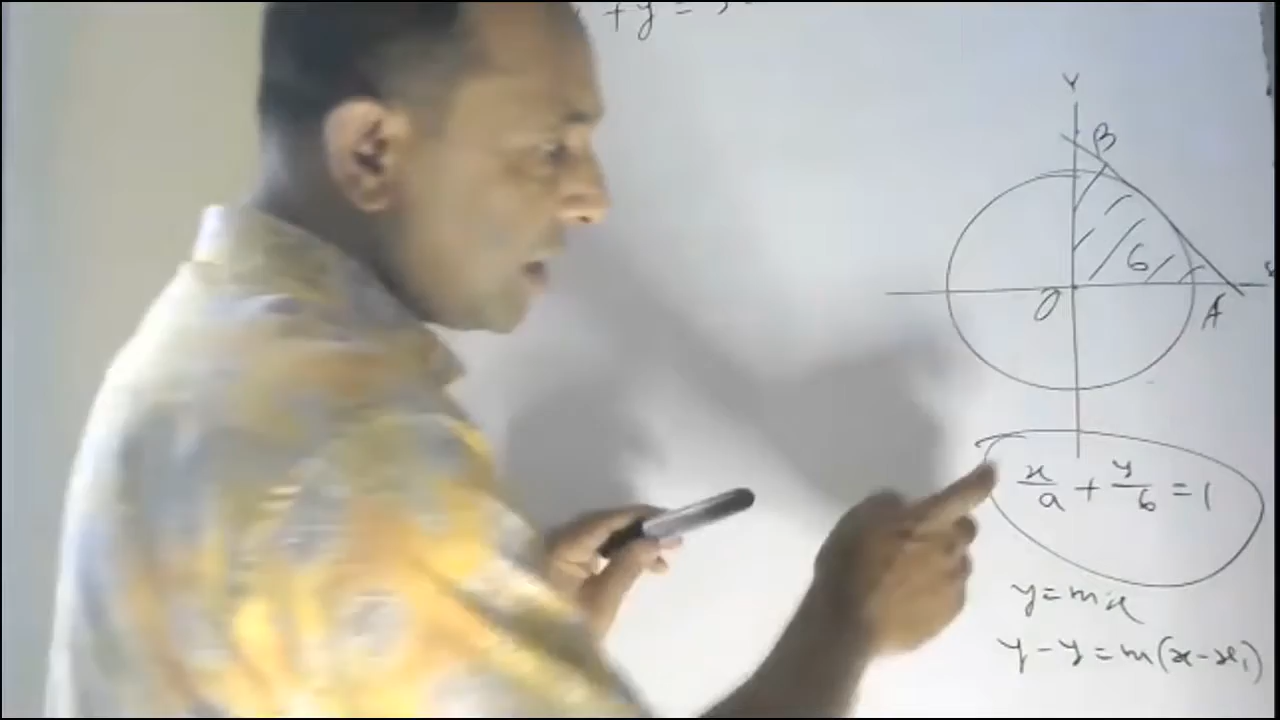 +y=
Y
B
6
O
A
x/a + y/b = 1
y=mx
y-y=m(x-x₁)